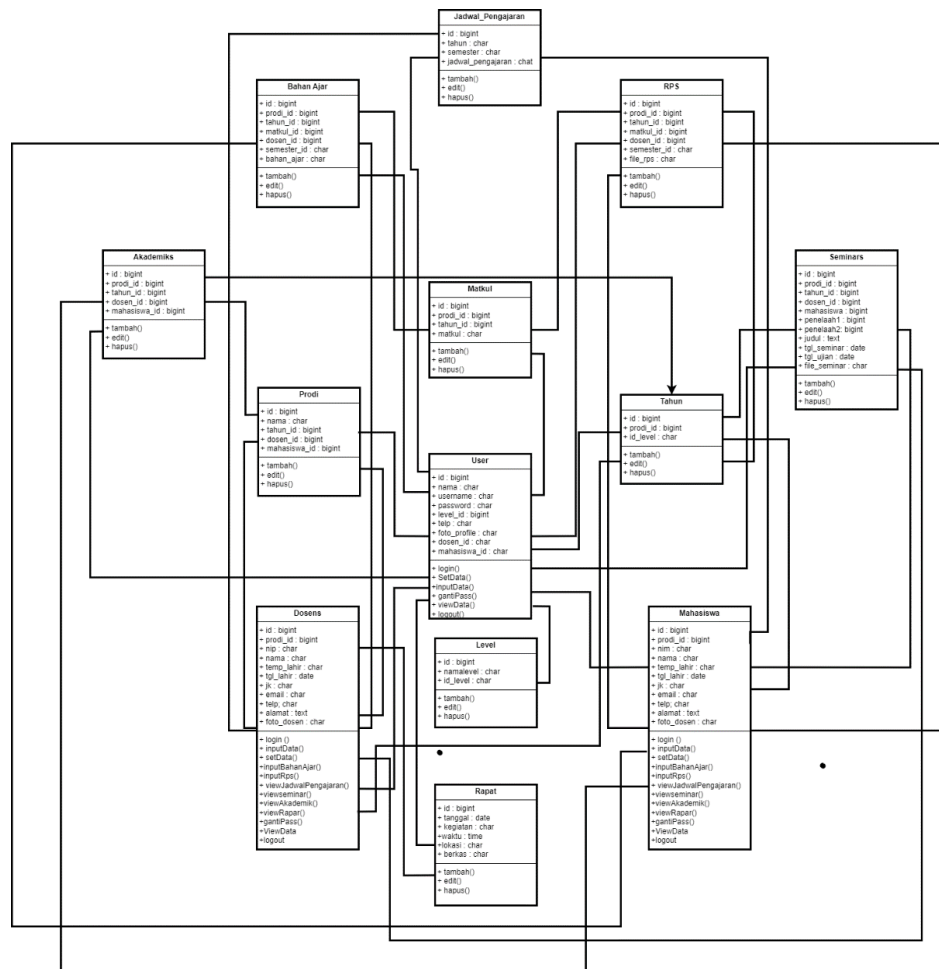 Jadwal_Pengajaran
+ id : bigint
+ tahun : char
+ semester : char
+ jadwal_pengajaran : chat
+ tambah()
+ edit()
+ hapus()
Bahan Ajar
+ id : bigint
+ prodi_id : bigint
+ tahun_id : bigint
+ matkul_id : bigint
+ dosen_id : bigint
+ semester_id : char
+ bahan_ajar : char
+ tambah()
+ edit()
+ hapus()
RPS
+ id : bigint
+ prodi_id : bigint
+ tahun_id : bigint
+ matkul_id : bigint
+ dosen_id : bigint
+ semester_id : char
+ file_rps : char
+ tambah()
+ edit()
+ hapus()
Akademiks
+ id : bigint
+ prodi_id : bigint
+ tahun_id : bigint
+ dosen_id : bigint
+ mahasiswa_id : bigint
+ tambah()
+ edit()
+ hapus()
Matkul
+ id : bigint
+ prodi_id : bigint
+ tahun_id : bigint
+ matkul : char
+ tambah()
+ edit()
+ hapus()
Seminars
+ id : bigint
+ prodi_id : bigint
+ tahun_id : bigint
+ dosen_id : bigint
+ mahasiswa : bigint
+ penelaah1 : bigint
+ penelaah2: bigint
+ judul : text
+ tgl_seminar : date
+ tgl_ujian : date
+ file_seminar : char
+ tambah()
+ edit()
+ hapus()
Prodi
+ id : bigint
+ nama : char
+ tahun_id : bigint
+ dosen_id : bigint
+ mahasiswa_id : bigint
+ tambah()
+ edit()
+ hapus()
Tahun
+ id : bigint
+ prodi_id : bigint
+ id_level : char
+ tambah()
+ edit()
+ hapus()
User
+ id : bigint
+ nama : char
+ username : char
+ password : char
+ level_id : bigint
+ telp : char
+ foto_profile : char
+ dosen_id : char
+ mahasiswa_id : char
+ login()
+ SetData()
+inputData()
+ gantiPass()
+ viewData()
+ logout()
Dosens
+ id : bigint
+ prodi_id : bigint
+ nip : char
+ nama : char
+ temp_lahir : char
+ tgl_lahir : date
+ jk : char
+ email : char
+ telp; char
+ alamat : text
+ foto_dosen : char
+ login ()
+ inputData()
+ setData()
+inputBahanAjar()
+inputRps()
+ viewJadwalPengajaran()
+viewseminar()
+viewAkademik()
+viewRapar()
+gantiPass()
+ViewData
+logout
Level
+ id : bigint
+ namalevel : char
+ id_level : char
+ tambah()
+ edit()
+ hapus()
Mahasiswa
+ id : bigint
+ prodi_id : bigint
+ nim : char
+ nama : char
+ temp_lahir : char
+ tgl_lahir : date
+ jk : char
+ email : char
+ telp; char
+ alamat : text
+ foto_dosen : char
+ login ()
+ inputData()
+ setData()
+inputBahanAjar()
+inputRps()
+ viewJadwalPengajaran()
+viewseminar()
+viewAkademik()
+viewRapar()
+gantiPass()
+ViewData
+logout
Rapat
+ id : bigint
+ tanggal : date
+ kegiatan : char
+waktu : time
+lokasi : char
+ berkas : char
+ tambah()
+ edit()
+ hapus()